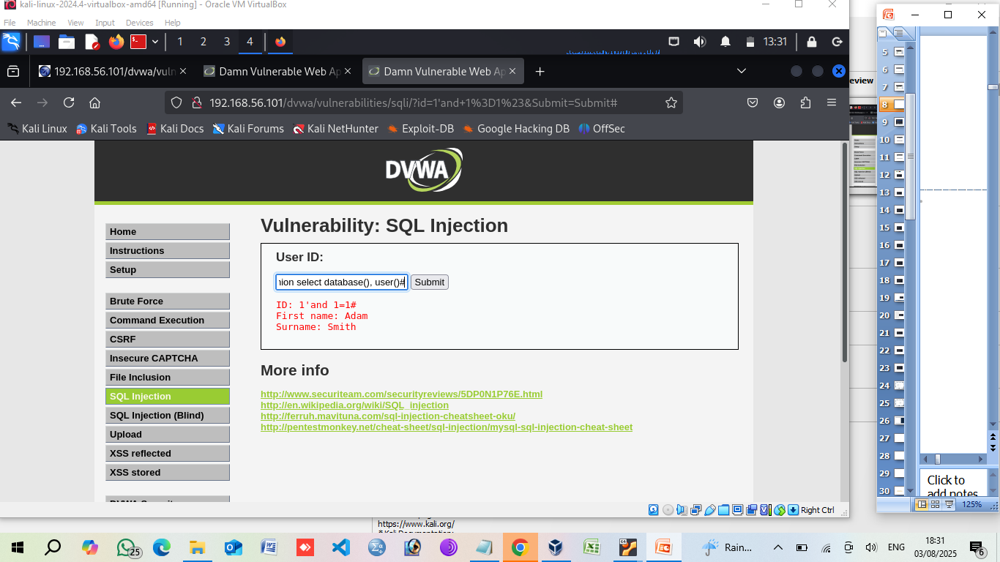 kali-linux-2024.4-virtualbox-amd64 [Running] - Oracle VM VirtualBox
File Machine View Input Devices Help
1 2 3 4
13:31
192.168.56.101/dvwa/vuln
Damn Vulnerable Web Ap
Damn Vulnerable Web Ap
192.168.56.101/dvwa/vulnerabilities/sqli/?id=1'and+1%3D1%23&Submit=Submit#
Kali Linux Kali Tools Kali Docs Kali Forums Kali NetHunter Exploit-DB Google Hacking DB OffSec
DVWA
Home
Instructions
Setup
Brute Force
Command Execution
CSRF
Insecure CAPTCHA
File Inclusion
SQL Injection
SQL Injection (Blind)
Upload
XSS reflected
XSS stored
Vulnerability: SQL Injection
User ID:
nion select database(), user()#
Submit
ID: 1'and 1=1#
First name: Adam
Surname: Smith
More info
http://www.securiteam.com/securityreviews/5DP0N1P76E.html
http://en.wikipedia.org/wiki/SQL_injection
http://ferruh.mavituna.com/sql-injection-cheatsheet-oku/
http://pentestmonkey.net/cheat-sheet/sql-injection/mysql-sql-injection-cheat-sheet
Right Ctrl
https://www.kali.org/
eview
5
6
7
8
9
10
11
12
13
14
15
16
17
18
19
20
21
22
23
24
25
26
27
28
29
30
Click to
add notes
125%
25
64
Rain...
ENG
18:31
03/08/2025
6